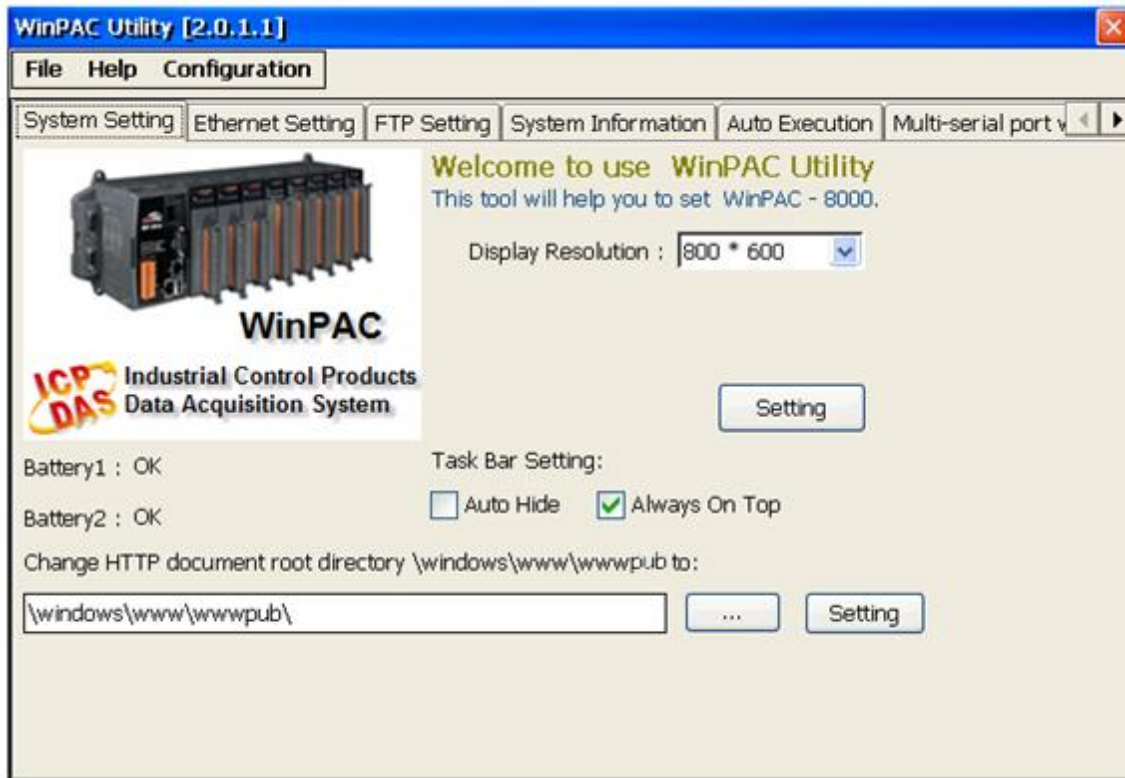 WinPAC Utility [2.0.1.1]
File Help Configuration
System Setting Ethernet Setting FTP Setting System Information Auto Execution Multi-serial port
Welcome to use WinPAC Utility
This tool will help you to set WinPAC - 8000.
Display Resolution : 800 * 600
WinPAC
ICP DAS
Industrial Control Products
Data Acquisition System
Setting
Battery1 : OK
Task Bar Setting:
Auto Hide Always On Top
Battery2 : OK
Change HTTP document root directory \windows\www\wwwpub to:
\windows\www\wwwpub\ ... Setting